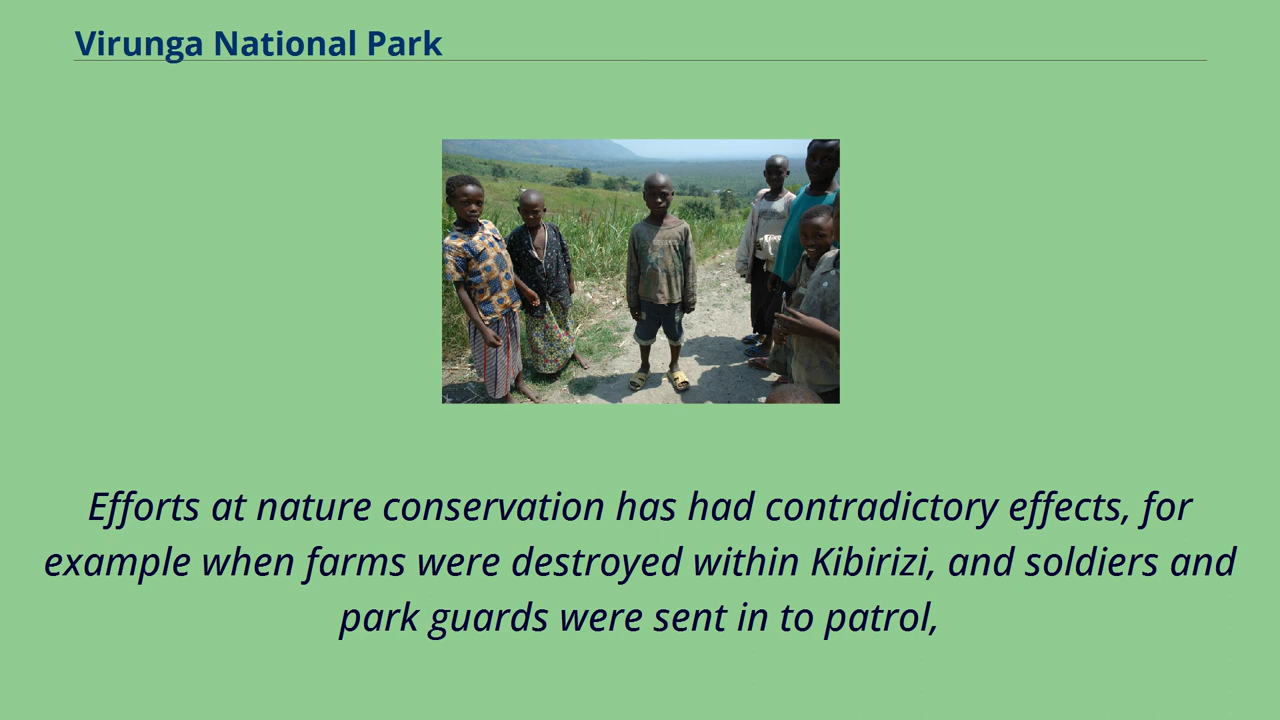 Virunga National Park
Efforts at nature conservation has had contradictory effects, for
example when farms were destroyed within Kibirizi, and soldiers and
park guards were sent in to patrol,